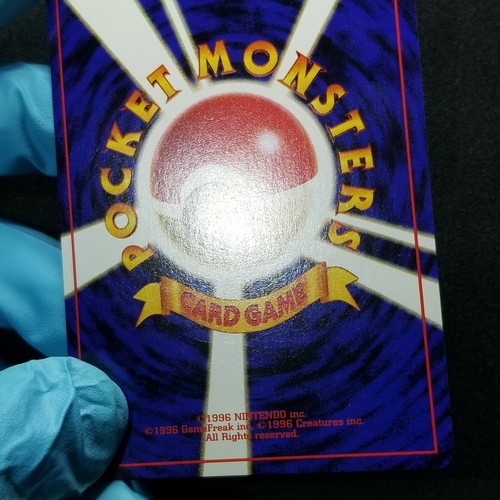 POCKET MONSTERS
CARD GAME
©1996 NINTENDO inc.
©1996 GameFreak inc. ©1996 Creatures inc.
All Rights reserved.